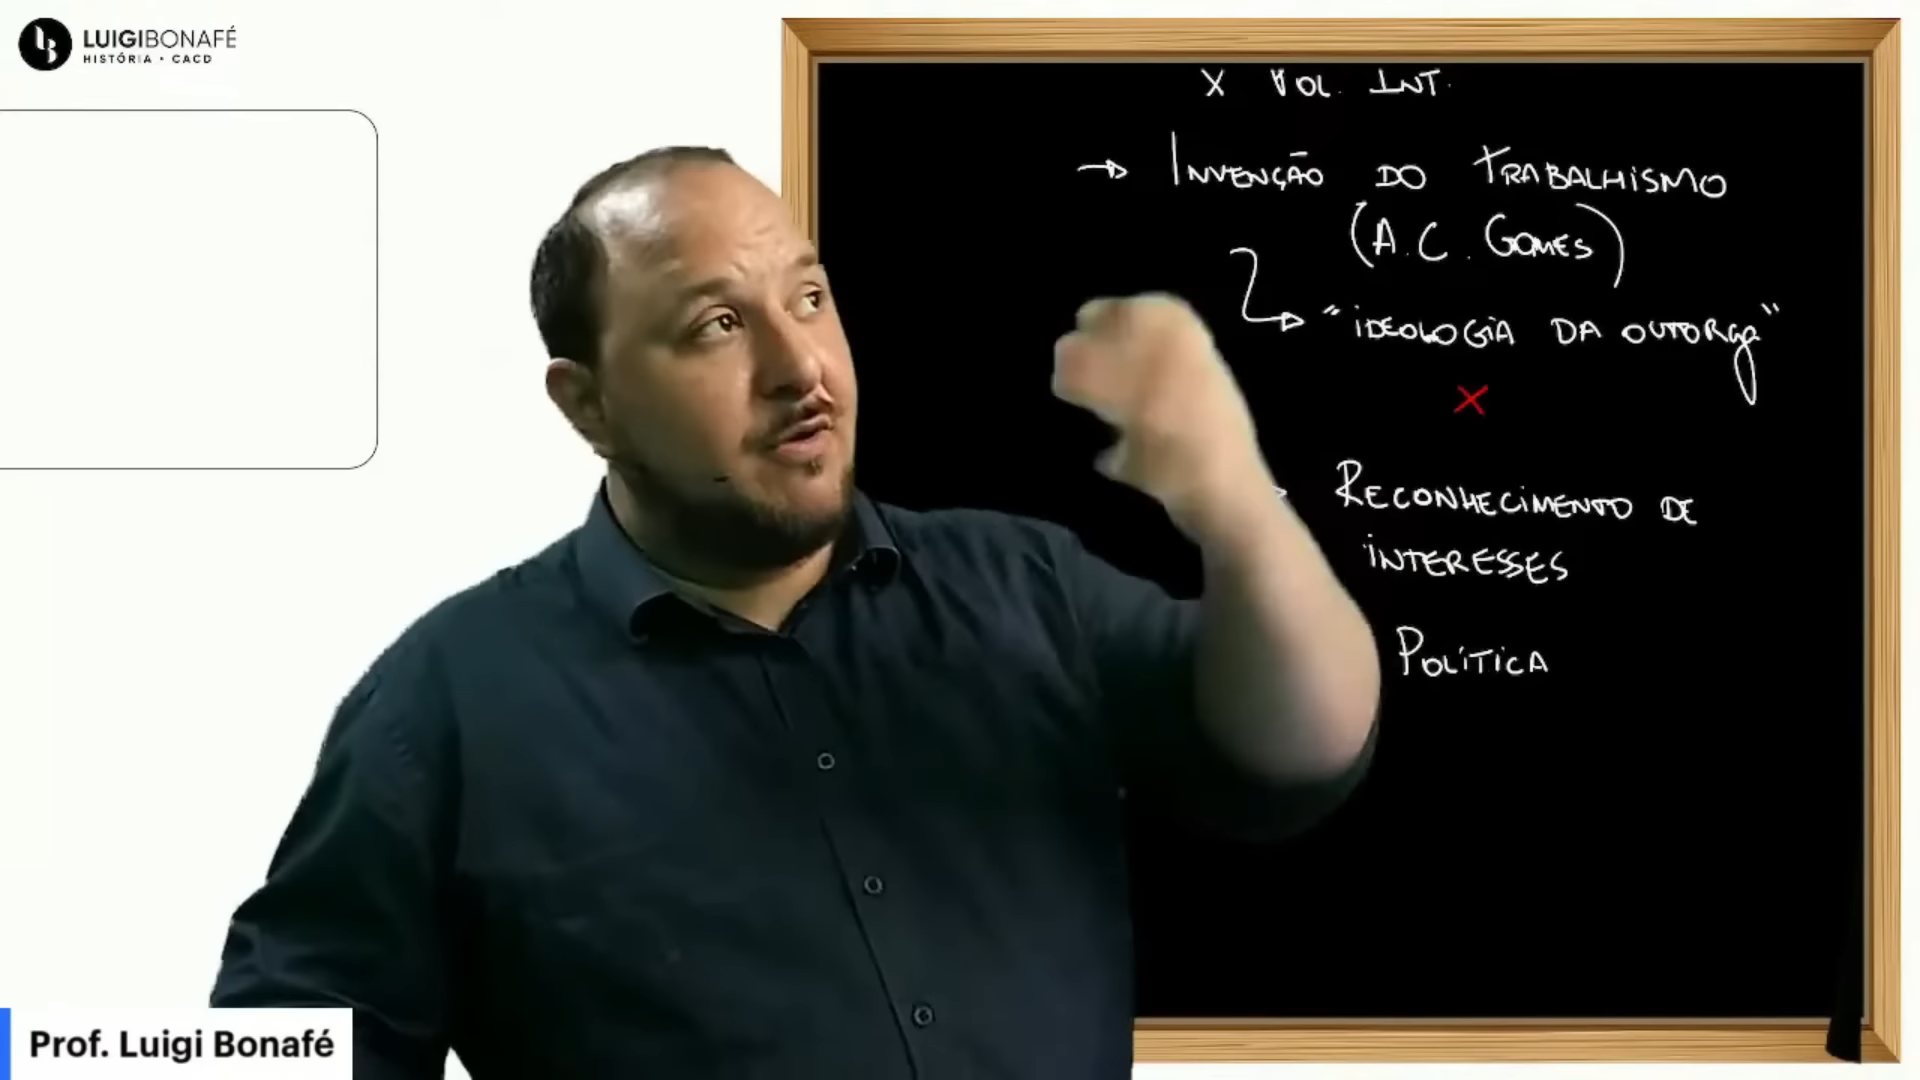 LUIGIBONAFÉ
HISTÓRIA • CACD
X VOL. INT.
→ INVENÇÃO DO TRABALHISMO
(A.C. GOMES)
"IDEOLOGIA DA OUTORGA"
X
RECONHECIMENTO DE
INTERESSES
POLÍTICA
Prof. Luigi Bonafé